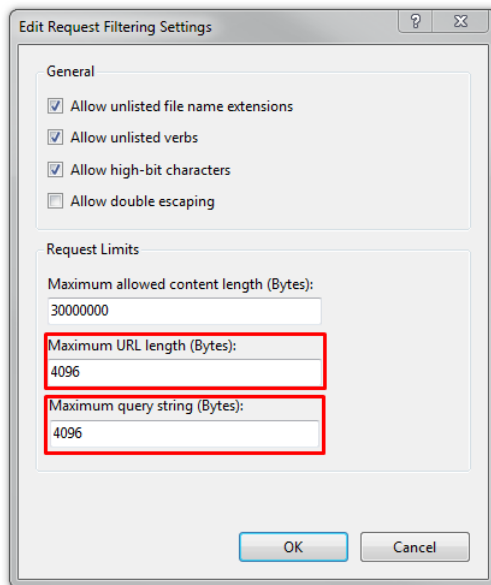 Edit Request Filtering Settings
General
Allow unlisted file name extensions
Allow unlisted verbs
Allow high-bit characters
Allow double escaping
Request Limits
Maximum allowed content length (Bytes):
30000000
Maximum URL length (Bytes):
4096
Maximum query string (Bytes):
4096
OK Cancel